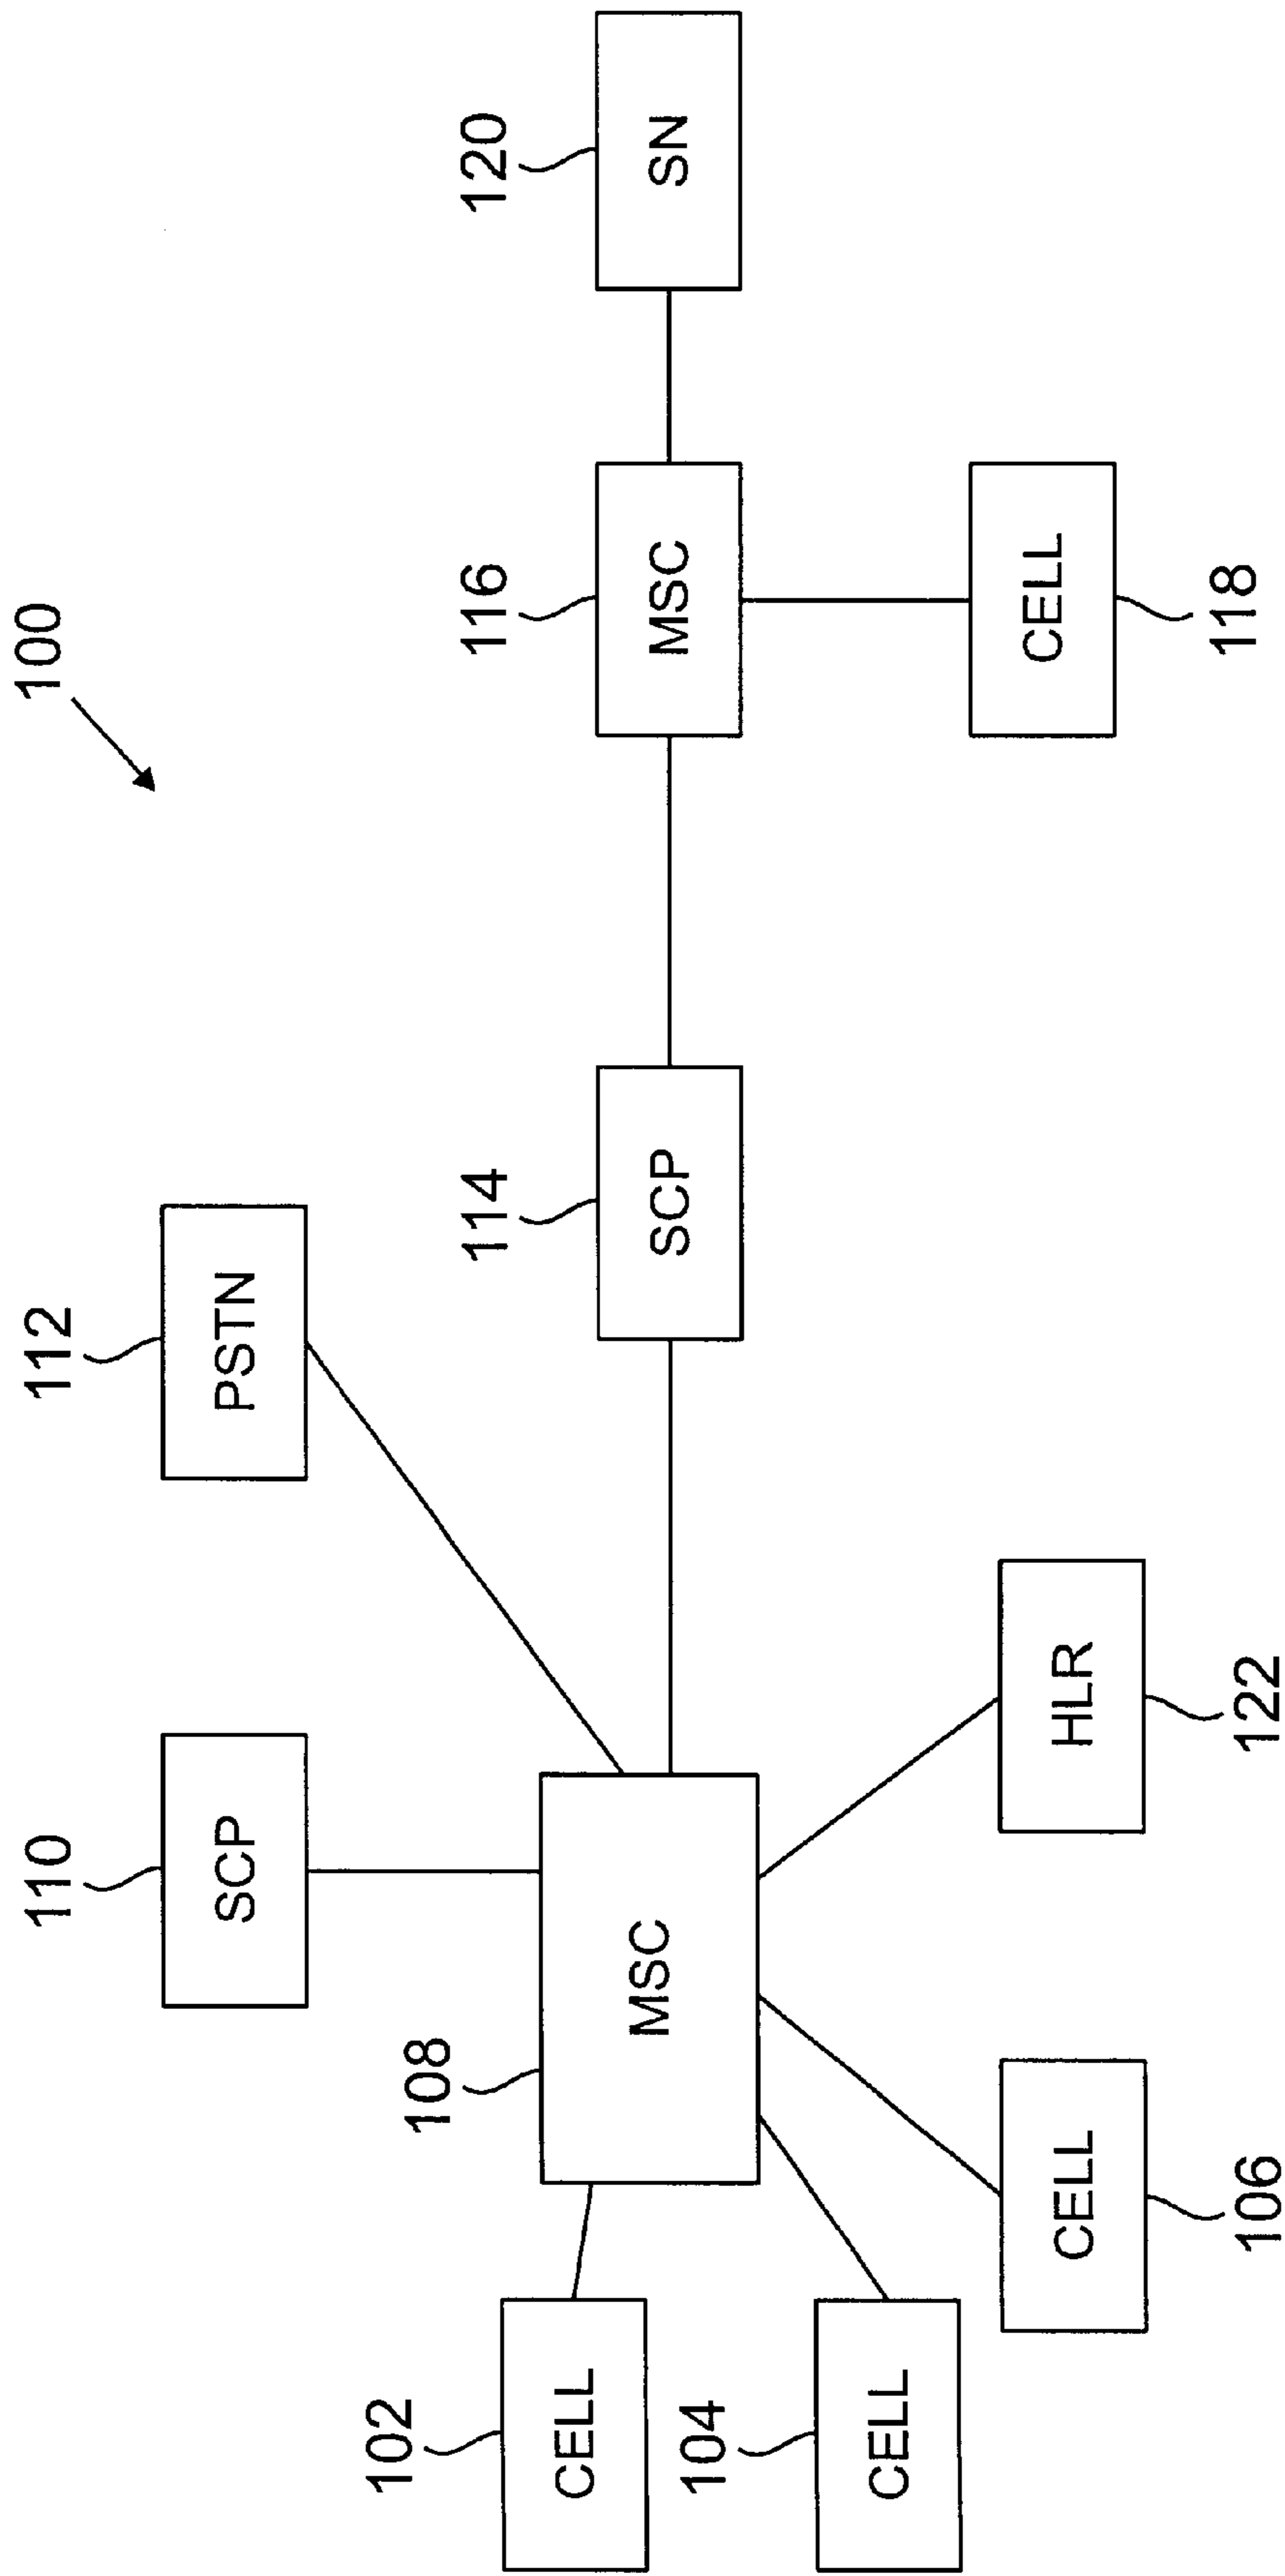 100
110
SCP
112
PSTN
108
MSC
114
SCP
116
MSC
120
SN
102
CELL
104
CELL
CELL
106
HLR
122
CELL
118